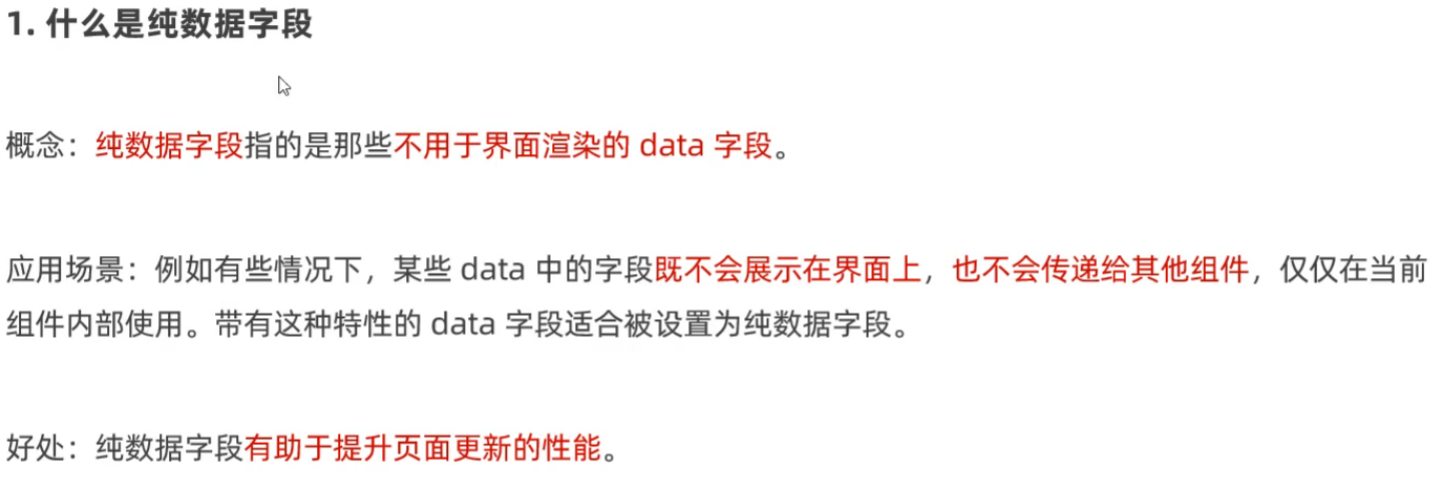 1. 什么是纯数据字段
概念：纯数据字段指的是那些不用于界面渲染的 data 字段。
应用场景：例如有些情况下，某些 data 中的字段既不会展示在界面上，也不会传递给其他组件，仅仅在当前
组件内部使用。带有这种特性的 data 字段适合被设置为纯数据字段。
好处：纯数据字段有助于提升页面更新的性能。